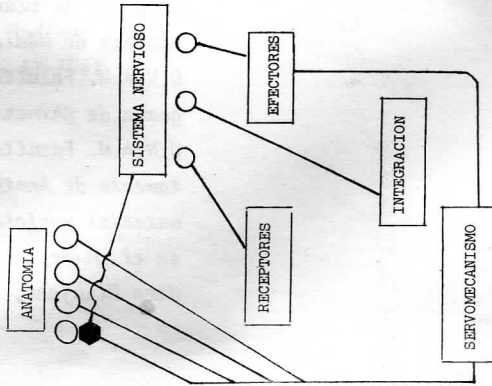 ANATOMIA
SISTEMA NERVIOSO
RECEPTORES
INTEGRACION
EFECTORES
SERVOMECANISMO